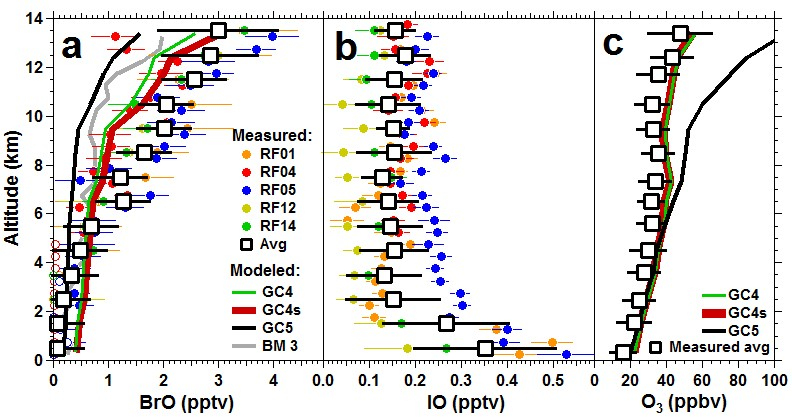 a
b
c
14
12
10
8
6
4
2
0
Altitude (km)
Measured:
RF01
RF04
RF05
RF12
RF14
Avg
Modeled:
GC4
GC4s
GC5
BM 3
GC4
GC4s
GC5
Measured avg
0 1 2 3 4
0.0 0.1 0.2 0.3 0.4 0.5
0 20 40 60 80 100
BrO (pptv)
IO (pptv)
O3 (ppbv)